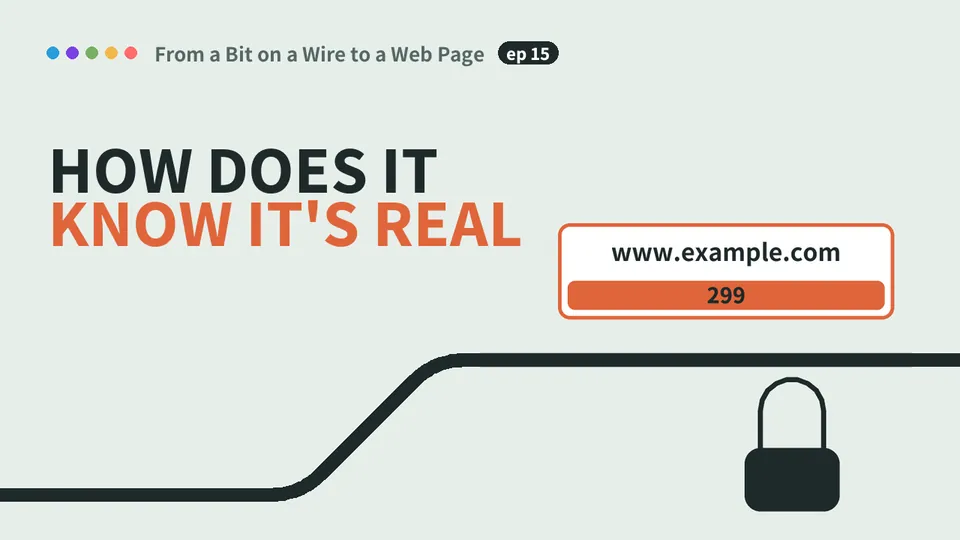 From a Bit on a Wire to a Web Page ep 15
HOW DOES IT
KNOW IT'S REAL
www.example.com
299